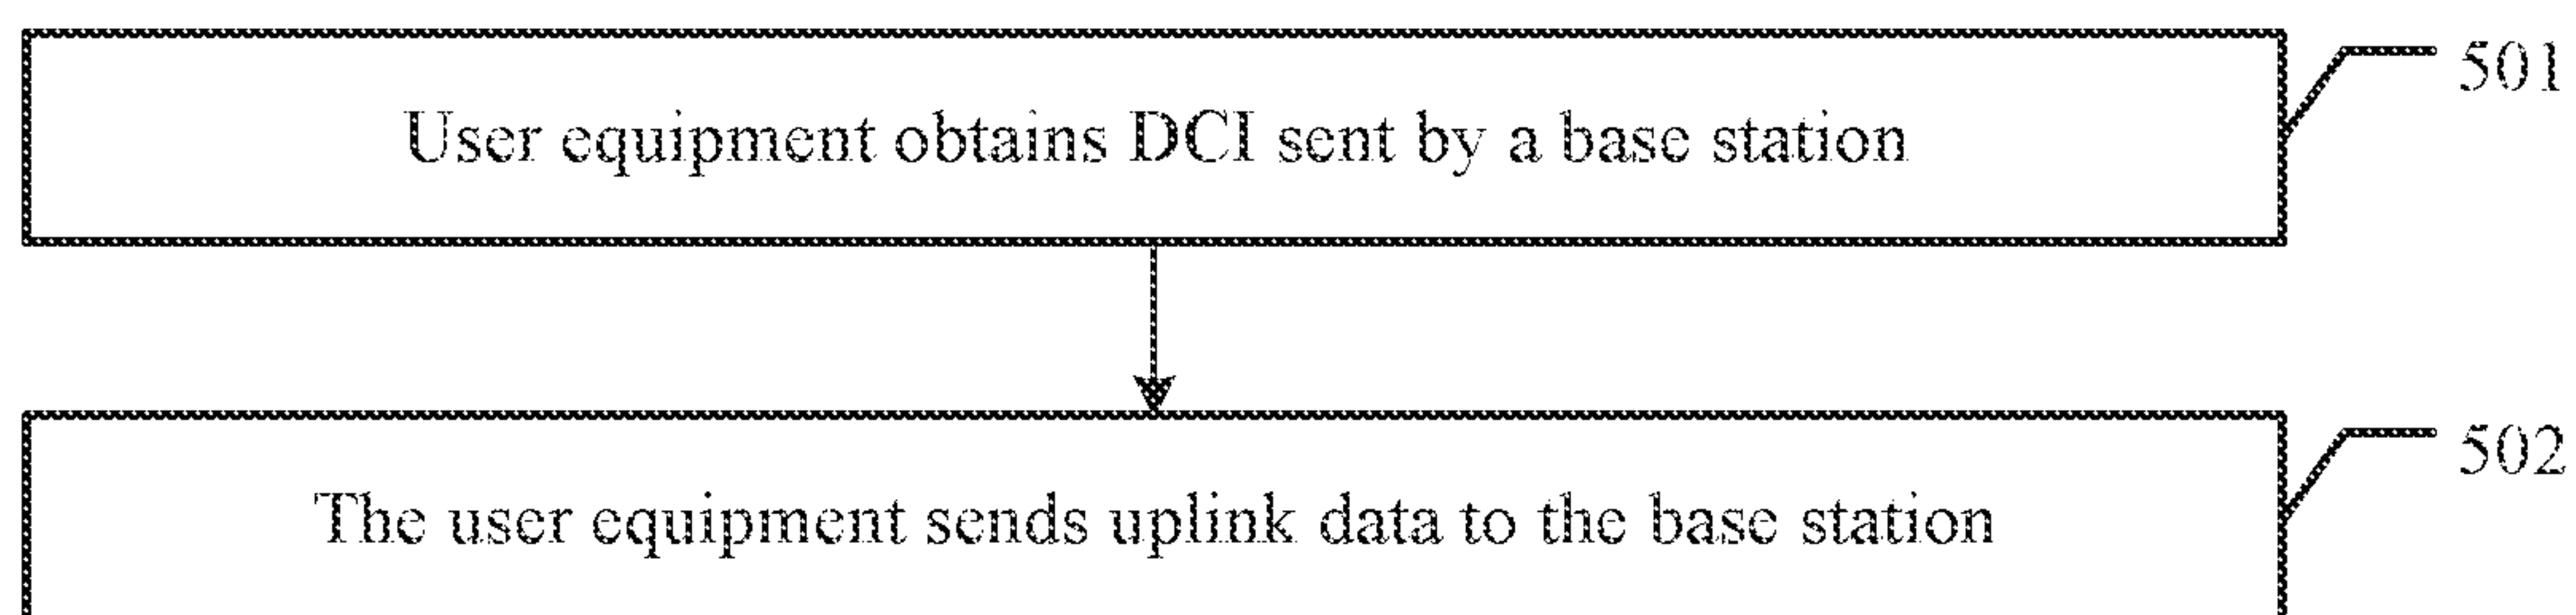 User equipment obtains DCI sent by a base station
501
The user equipment sends uplink data to the base station
502